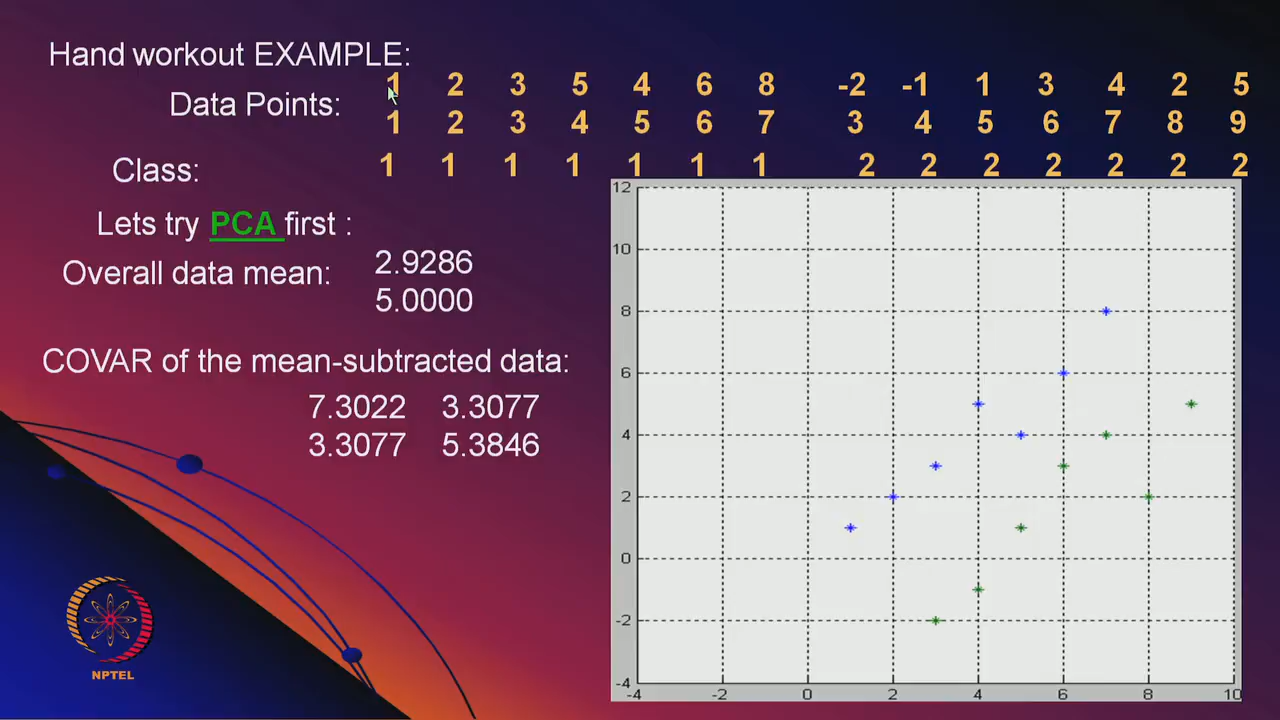 Hand workout EXAMPLE:
Data Points:
1 2 3 5 4 6 8 -2 -1 1 3 4 2 5
1 2 3 4 5 6 7 3 4 5 6 7 8 9
Class: 1 1 1 1 1 1 1 2 2 2 2 2 2 2
Lets try PCA first :
Overall data mean: 2.9286
5.0000
COVAR of the mean-subtracted data:
7.3022 3.3077
3.3077 5.3846
12
10
8
6
4
2
0
-2
-4
-4 -2 0 2 4 6 8 10
NPTEL